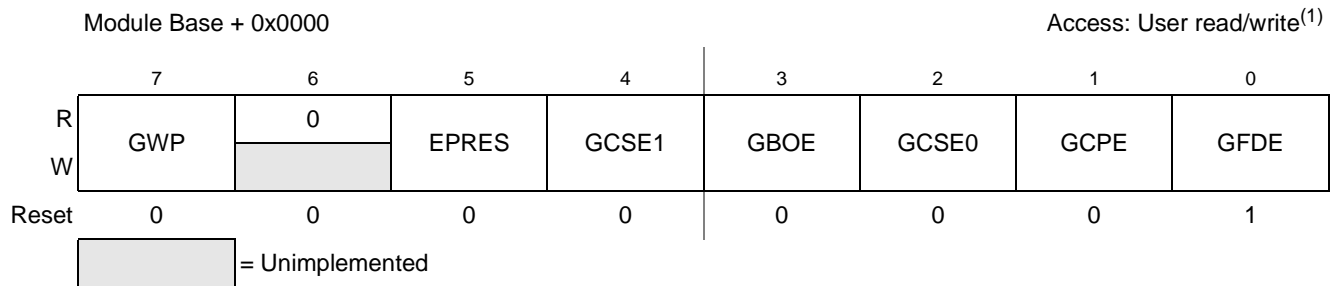 Module Base + 0x0000 Access: User read/write(1)
7 6 5 4 3 2 1 0
R GWP 0 EPRES GCSE1 GBOE GCSE0 GCPE GFDE
W
Reset 0 0 0 0 0 0 0 1
= Unimplemented